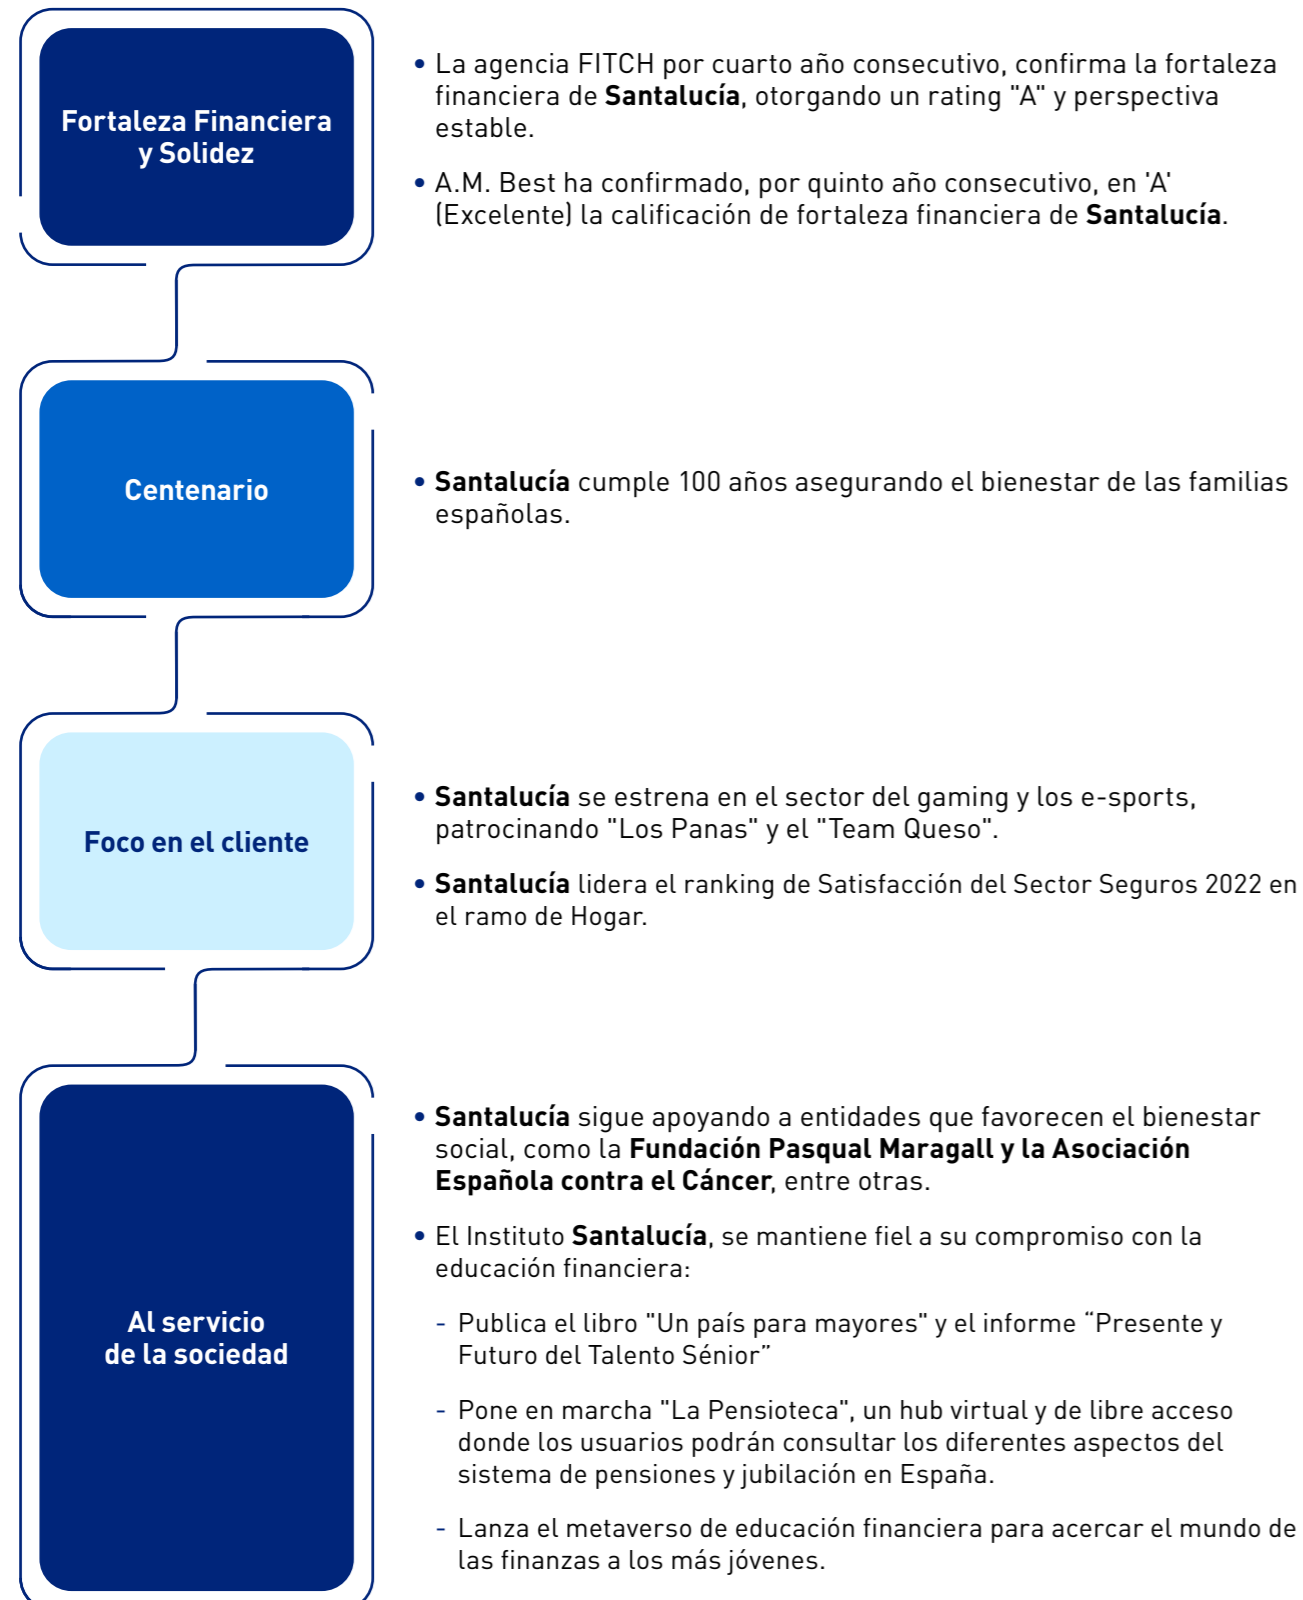 Fortaleza Financiera
y Solidez
• La agencia FITCH por cuarto año consecutivo, confirma la fortaleza
financiera de Santalucía, otorgando un rating "A" y perspectiva
estable.
• A.M. Best ha confirmado, por quinto año consecutivo, en 'A'
(Excelente) la calificación de fortaleza financiera de Santalucía.
Centenario
• Santalucía cumple 100 años asegurando el bienestar de las familias
españolas.
Foco en el cliente
• Santalucía se estrena en el sector del gaming y los e-sports,
patrocinando "Los Panas" y el "Team Queso".
• Santalucía lidera el ranking de Satisfacción del Sector Seguros 2022 en
el ramo de Hogar.
Al servicio
de la sociedad
• Santalucía sigue apoyando a entidades que favorecen el bienestar
social, como la Fundación Pasqual Maragall y la Asociación
Española contra el Cáncer, entre otras.
• El Instituto Santalucía, se mantiene fiel a su compromiso con la
educación financiera:
- Publica el libro "Un país para mayores" y el informe “Presente y
Futuro del Talento Sénior”
- Pone en marcha "La Pensioteca", un hub virtual y de libre acceso
donde los usuarios podrán consultar los diferentes aspectos del
sistema de pensiones y jubilación en España.
- Lanza el metaverso de educación financiera para acercar el mundo de
las finanzas a los más jóvenes.